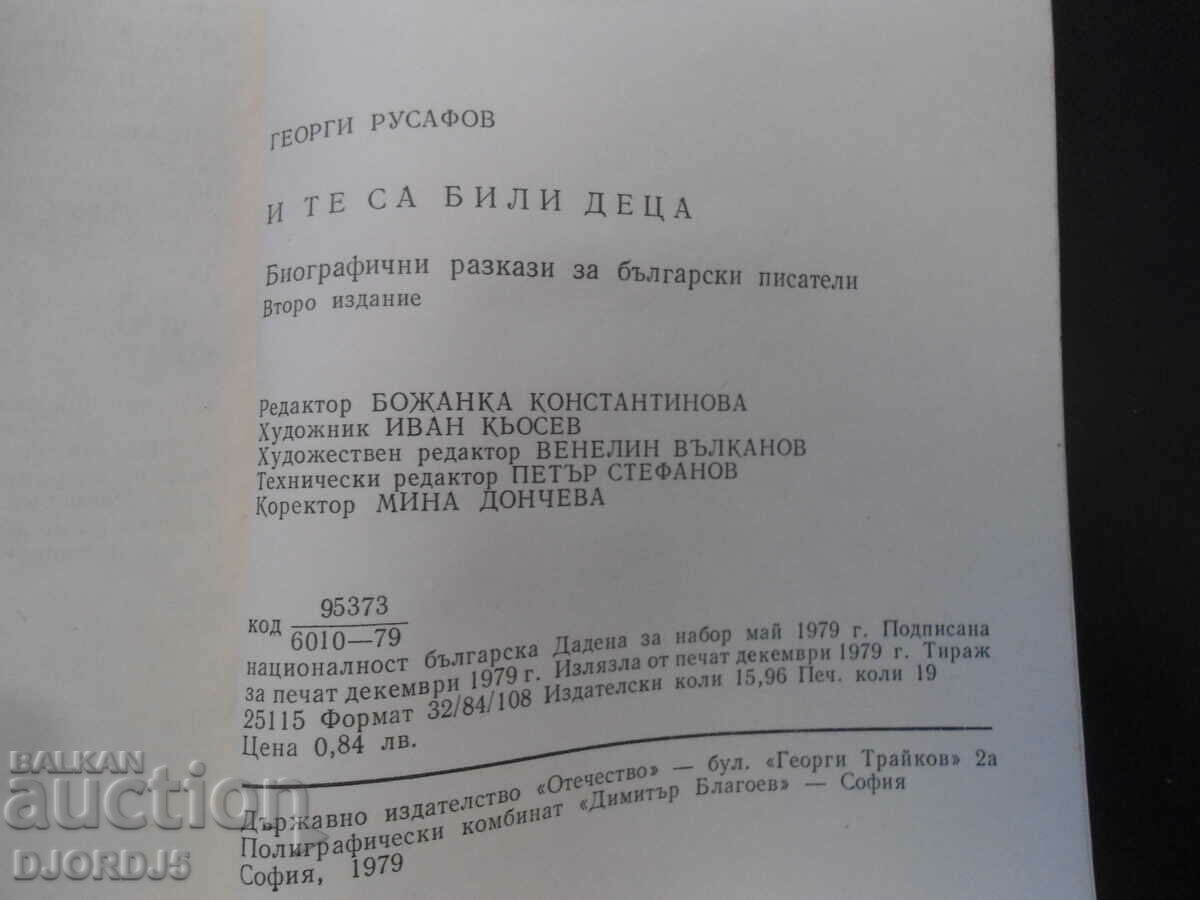 ГЕОРГИ РУСАФОВ
И ТЕ СА БИЛИ ДЕЦА
Биографични разкази за български писатели
Второ издание
Редактор БОЖАНКА КОНСТАНТИНОВА
Художник ИВАН КЬОСЕВ
Художествен редактор ВЕНЕЛИН ВЪЛКАНОВ
Технически редактор ПЕТЪР СТЕФАНОВ
Коректор МИНА ДОНЧЕВА
код 95373
6010—79
националност българска Дадена за набор май 1979 г. Подписана
за печат декември 1979 г. Излязла от печат декември 1979 г. Тираж
25115 Формат 32/84/108 Издателски коли 15,96 Печ. коли 19
Цена 0,84 лв.
Държавно издателство «Отечество» — бул. «Георги Трайков» 2а
Полиграфически комбинат «Димитър Благоев» — София
София, 1979
BALKAN
auction
DJORDJ5